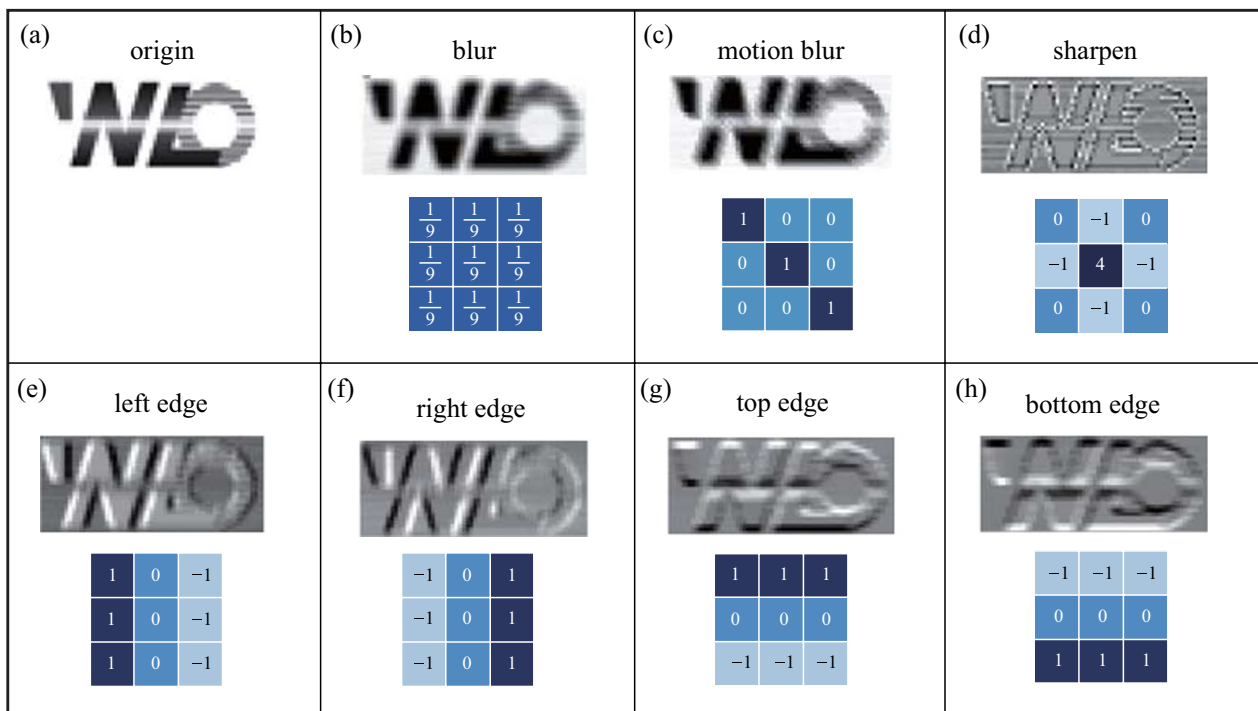 (a)
origin
(b)
blur
1/9 1/9 1/9
1/9 1/9 1/9
1/9 1/9 1/9
(c)
motion blur
1 0 0
0 1 0
0 0 1
(d)
sharpen
0 −1 0
−1 4 −1
0 −1 0
(e)
left edge
1 0 −1
1 0 −1
1 0 −1
(f)
right edge
−1 0 1
−1 0 1
−1 0 1
(g)
top edge
1 1 1
0 0 0
−1 −1 −1
(h)
bottom edge
−1 −1 −1
0 0 0
1 1 1